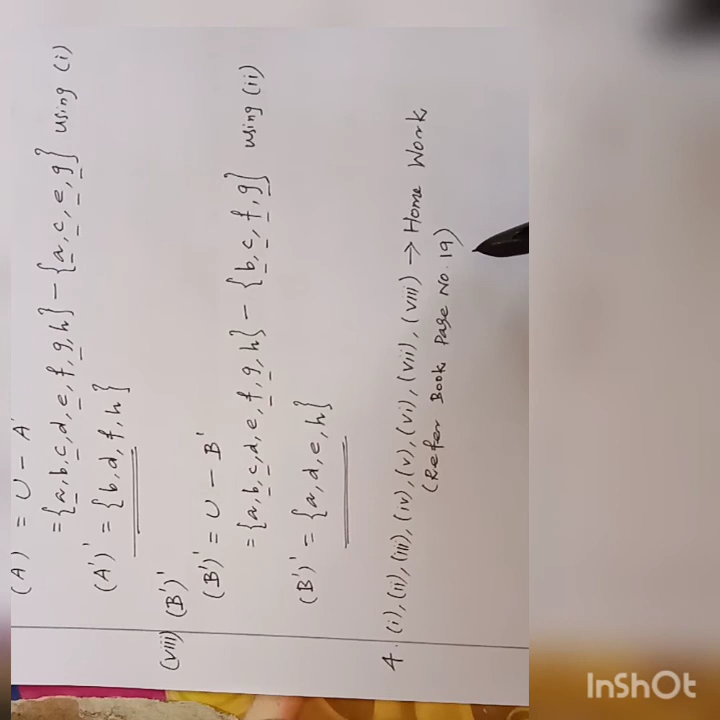 (A) = U - A'
= {a, b, c, d, e, f, g, h} - {a, c, e, g} using (i)
(A')' = {b, d, f, h}
(viii) (B')'
(B')' = U - B'
= {a, b, c, d, e, f, g, h} - {b, c, f, g} using (ii)
(B')' = {a, d, e, h}
4. (i), (ii), (iii), (iv), (v), (vi), (vii), (viii) → Home Work
(Refer Book Page No. 19)
InShOt